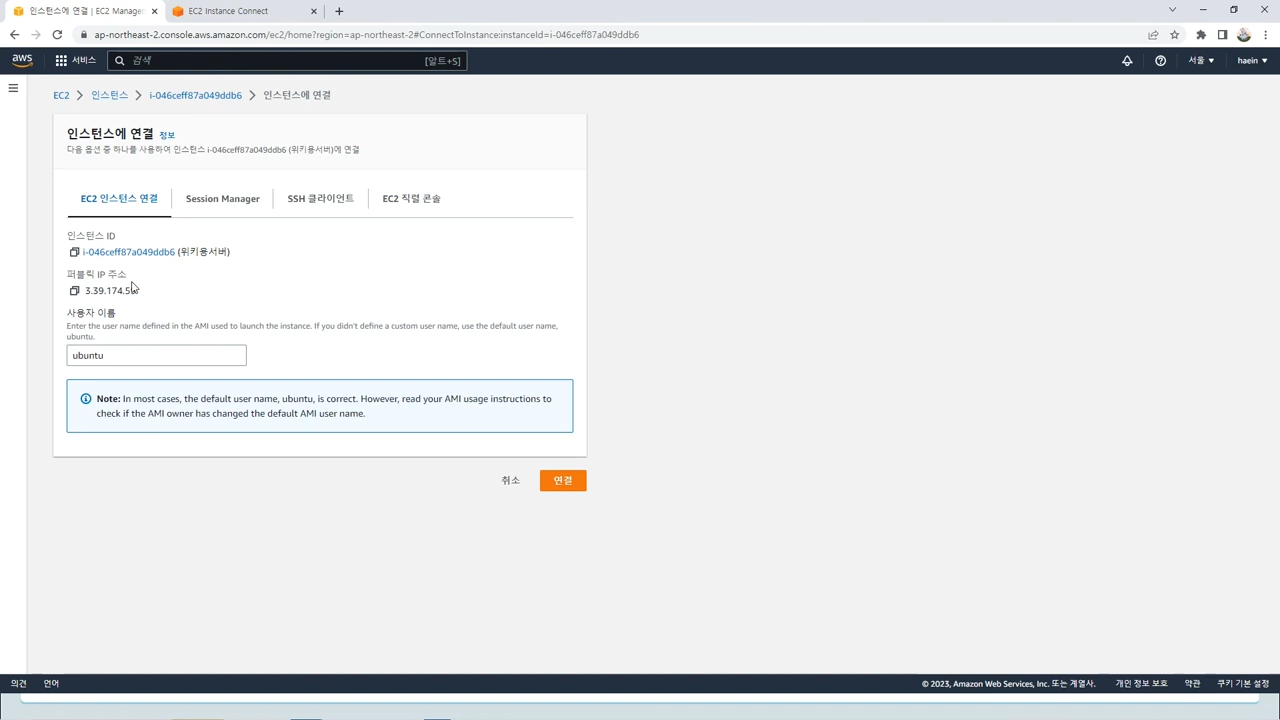 인스턴스에 연결 | EC2 Manage
EC2 Instance Connect
ap-northeast-2.console.aws.amazon.com/ec2/home?region=ap-northeast-2#ConnectToInstance:instanceId=i-046ceff87a049ddb6
aws
서비스
검색
[알트+S]
서울
haein
EC2
인스턴스
i-046ceff87a049ddb6
인스턴스에 연결
인스턴스에 연결 정보
다음 옵션 중 하나를 사용하여 인스턴스 i-046ceff87a049ddb6 (위키용서버)에 연결
EC2 인스턴스 연결
Session Manager
SSH 클라이언트
EC2 직렬 콘솔
인스턴스 ID
i-046ceff87a049ddb6 (위키용서버)
퍼블릭 IP 주소
사용자 이름
Enter the user name defined in the AMI used to launch the instance. If you didn't define a custom user name, use the default user name,
ubuntu.
ubuntu
Note: In most cases, the default user name, ubuntu, is correct. However, read your AMI usage instructions to
check if the AMI owner has changed the default AMI user name.
취소
연결
의견
언어
© 2023, Amazon Web Services, Inc. 또는 계열사.
개인 정보 보호
약관
쿠키 기본 설정